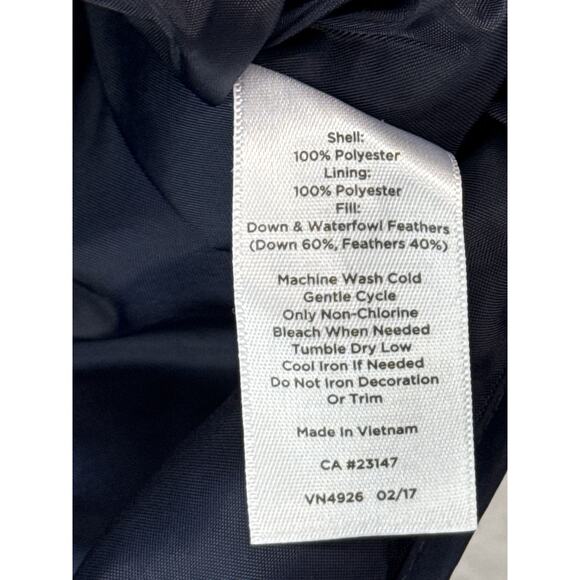 Shell:
100% Polyester
Lining:
100% Polyester
Fill:
Down & Waterfowl Feathers
(Down 60%, Feathers 40%)
Machine Wash Cold
Gentle Cycle
Only Non-Chlorine
Bleach When Needed
Tumble Dry Low
Cool Iron If Needed
Do Not Iron Decoration
Or Trim
Made In Vietnam
CA #23147
VN4926 02/17